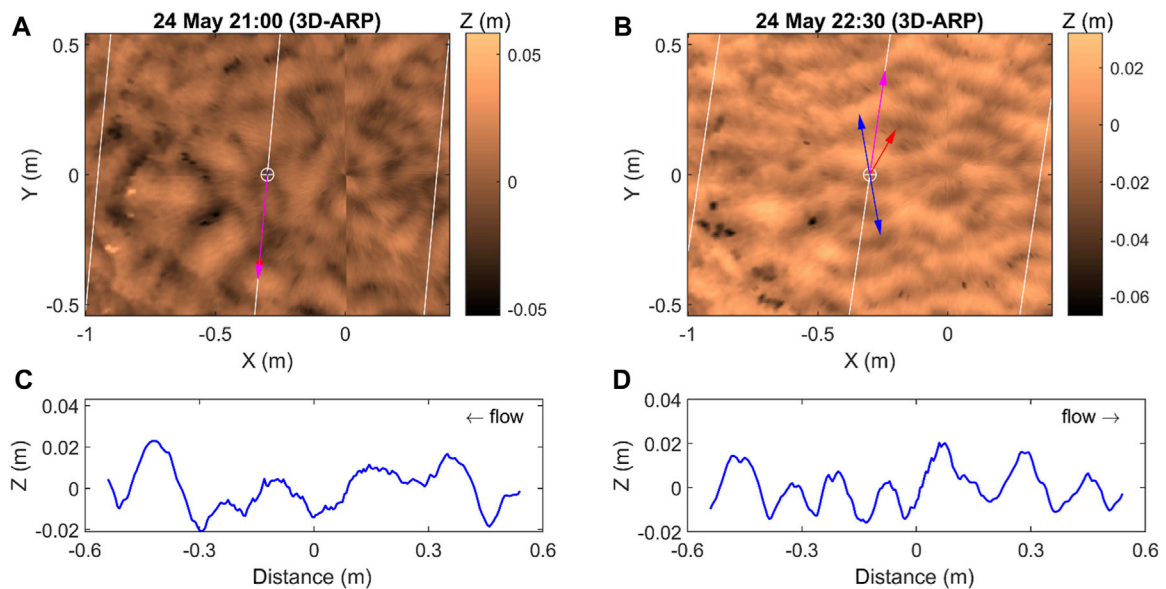 A
24 May 21:00 (3D-ARP)
Z (m)
0.5
0
-0.5
Y (m)
-1
-0.5
0
X (m)
0.05
0
-0.05
B
24 May 22:30 (3D-ARP)
Z (m)
0.5
0
-0.5
Y (m)
-1
-0.5
0
X (m)
0.02
0
-0.02
-0.04
-0.06
C
0.04
0.02
0
-0.02
Z (m)
← flow
-0.6
-0.3
0
0.3
0.6
Distance (m)
D
0.04
0.02
0
-0.02
Z (m)
flow →
-0.6
-0.3
0
0.3
0.6
Distance (m)